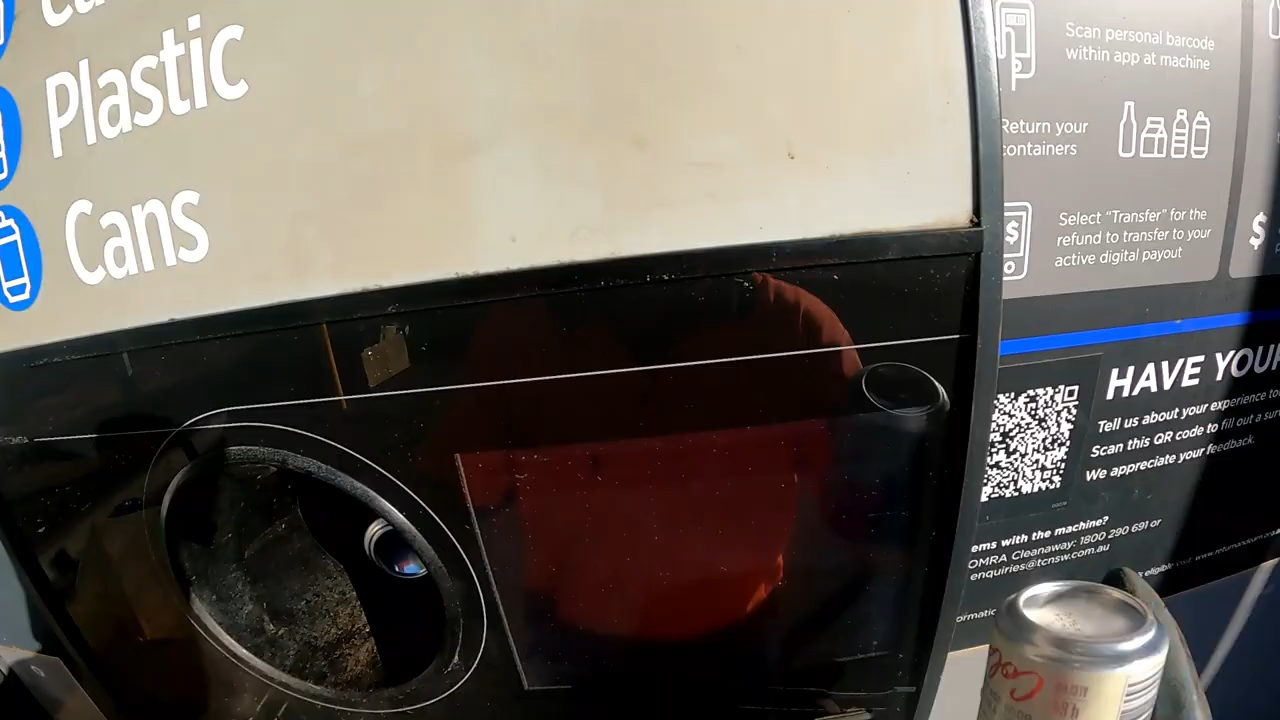 Plastic
Cans
Scan personal barcode
within app at machine
Return your
containers
Select "Transfer" for the
refund to transfer to your
active digital payout
$
$
HAVE YOUR
Tell us about your experience
Scan this QR code to fill out a
We appreciate your feedback.
ems with the machine?
OMRA Cleanaway: 1800 290 691 or
enquiries@tcnsw.com.au